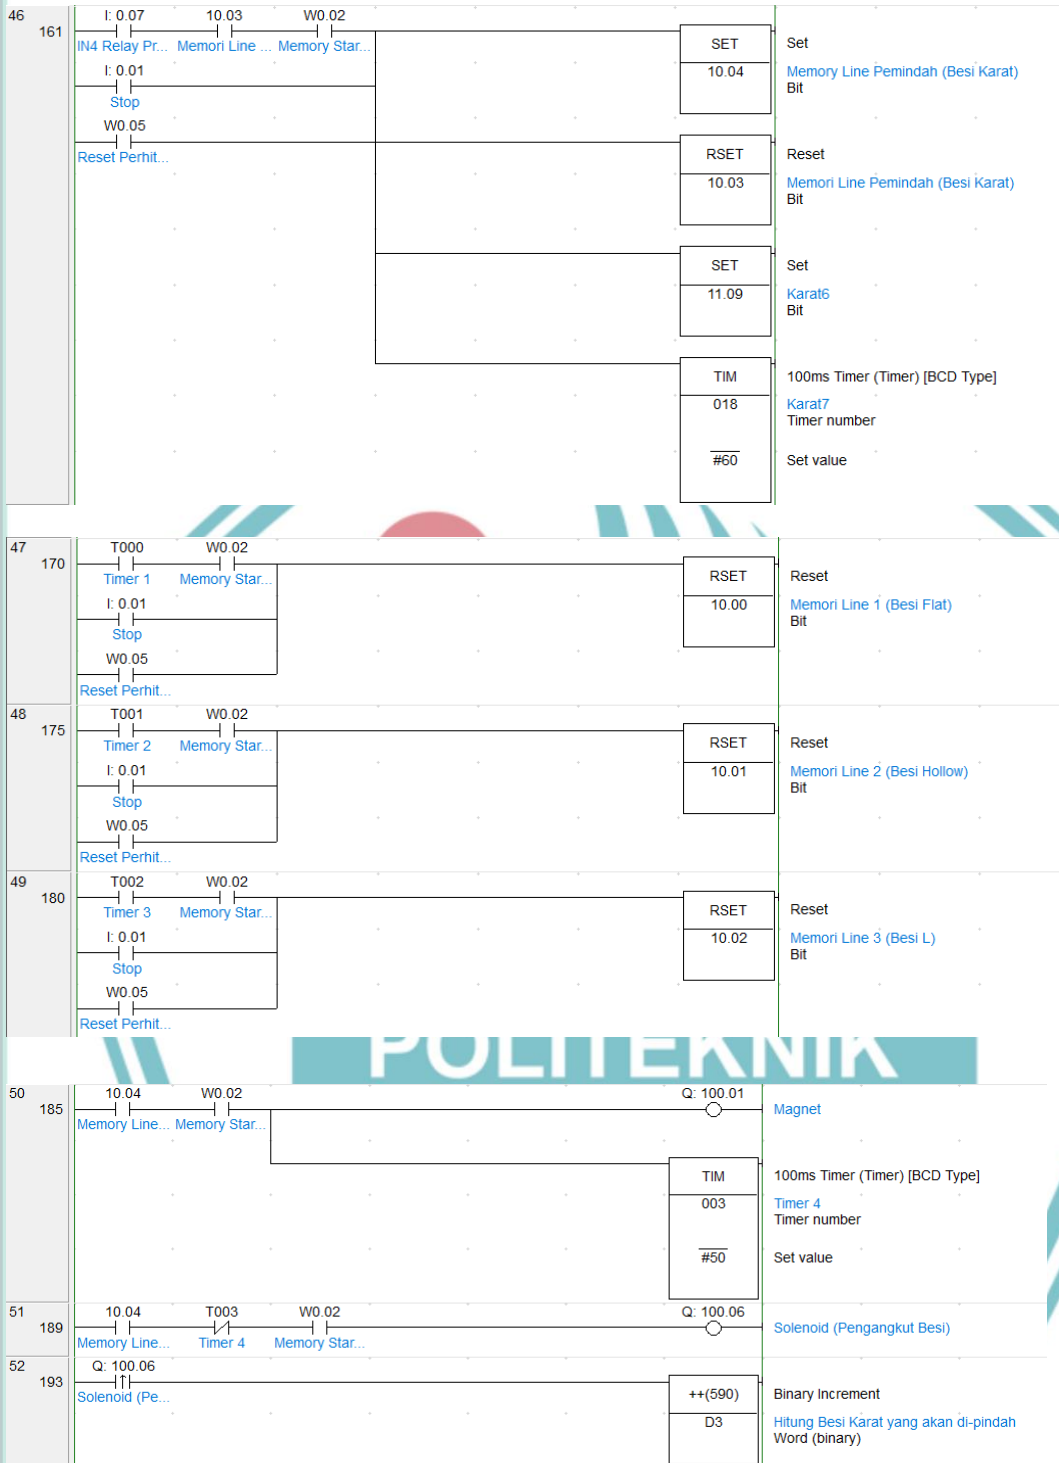 46
161
I: 0.07 10.03 W0.02
IN4 Relay Pr... Memori Line ... Memory Star...
I: 0.01
Stop
W0.05
Reset Perhit...
SET Set
10.04 Memory Line Pemindah (Besi Karat)
Bit
RSET Reset
10.03 Memori Line Pemindah (Besi Karat)
Bit
SET Set
11.09 Karat6
Bit
TIM 100ms Timer (Timer) [BCD Type]
018 Karat7
Timer number
#60 Set value
47
170
T000 W0.02
Timer 1 Memory Star...
I: 0.01
Stop
W0.05
Reset Perhit...
RSET Reset
10.00 Memori Line 1 (Besi Flat)
Bit
48
175
T001 W0.02
Timer 2 Memory Star...
I: 0.01
Stop
W0.05
Reset Perhit...
RSET Reset
10.01 Memori Line 2 (Besi Hollow)
Bit
49
180
T002 W0.02
Timer 3 Memory Star...
I: 0.01
Stop
W0.05
Reset Perhit...
RSET Reset
10.02 Memori Line 3 (Besi L)
Bit
POLITEKNIK
50
185
10.04 W0.02 Q: 100.01
Memory Line... Memory Star... Magnet
TIM 100ms Timer (Timer) [BCD Type]
003 Timer 4
Timer number
#50 Set value
51
189
10.04 T003 W0.02 Q: 100.06
Memory Line... Timer 4 Memory Star... Solenoid (Pengangkut Besi)
52
193
Q: 100.06
Solenoid (Pe...
++(590) Binary Increment
D3 Hitung Besi Karat yang akan di-pindah
Word (binary)